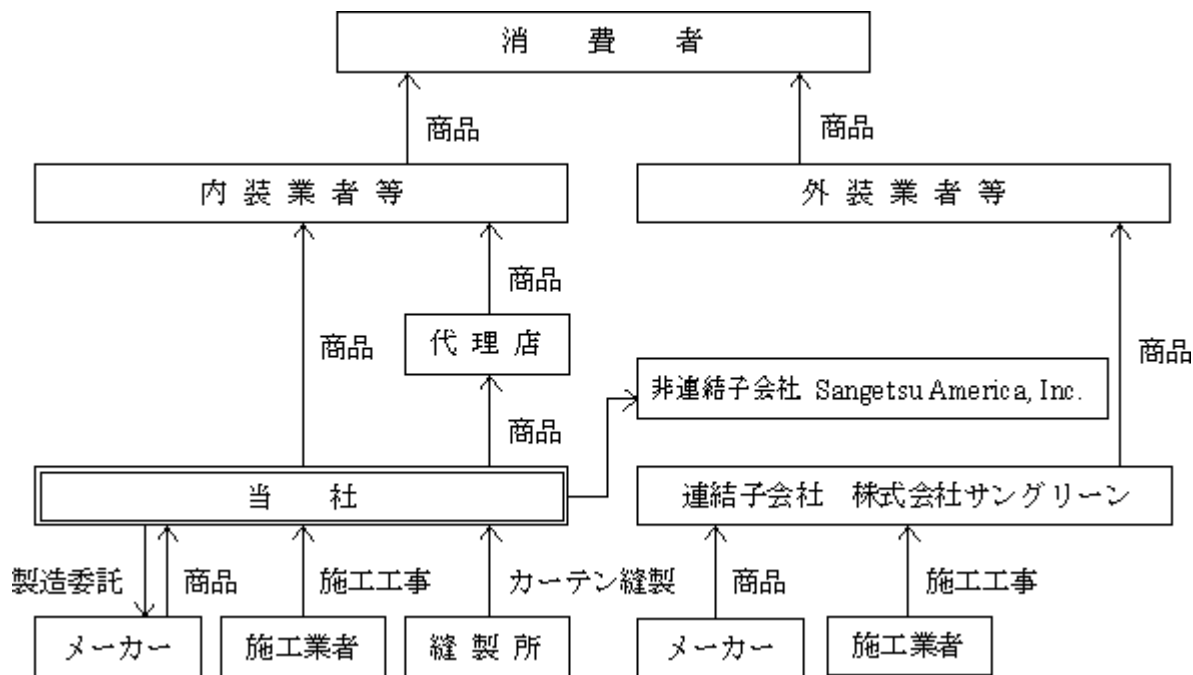 消費者
商品
商品
内装業者等
外装業者等
商品
代理店
商品
商品
非連結子会社 Sangetsu America, Inc.
商品
当社
連結子会社 株式会社サングリーン
製造委託
商品
施工工事
カーテン縫製
商品
施工工事
メーカー
施工業者
縫製所
メーカー
施工業者